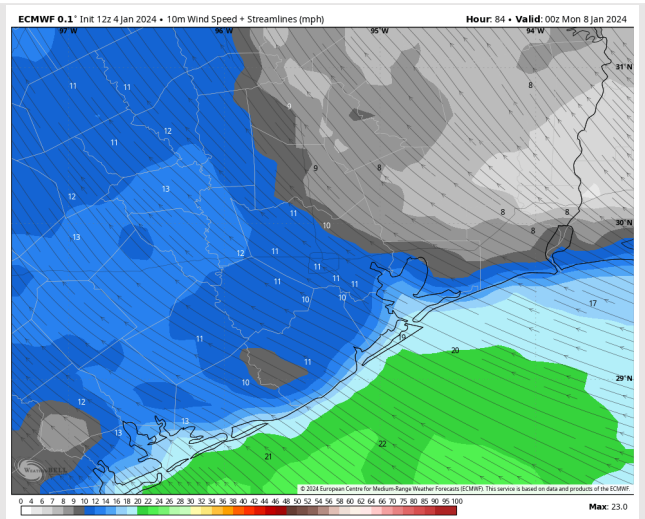 ECMWF 0.1° Init 12z 4 Jan 2024 • 10m Wind Speed + Streamlines (mph) Hour: 84 • Valid: 00z Mon 8 Jan 2024
97°W 96°W 95°W 94°W
31°N
11 11 9 8
12
11
9 8
13
12
11 8 8
30°N
10 8
13
12 11
11
11 11
10 10 17
19
11
20
11
29°N
10
12
13
13
22
21
WeatherBELL
© 2024 European Centre for Medium-Range Weather Forecasts (ECMWF). This service is based on data and products of the ECMWF.
0 4 6 7 8 9 10 12 14 16 18 20 22 24 26 28 30 32 34 36 38 40 42 44 46 48 50 52 54 56 58 60 62 64 66 70 75 80 85 90 95 100
Max: 23.0